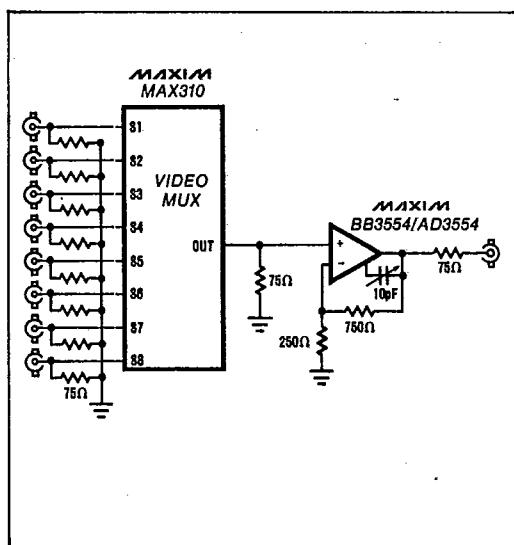 MAXIM
MAX310
S1
S2
S3
S4
S5
S6
S7
S8
VIDEO
MUX
OUT
75Ω
75Ω
MAXIM
BB3554/AD3554
+
−
10pF
75Ω
750Ω
250Ω